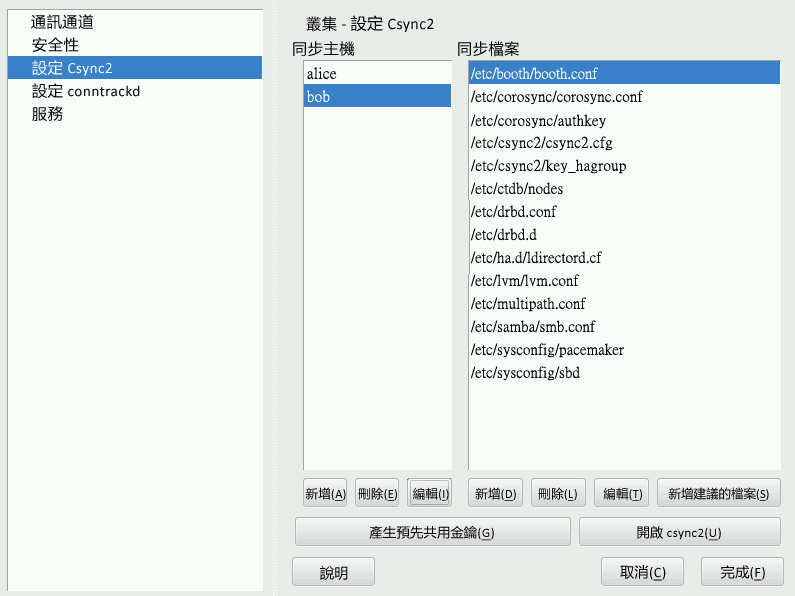 通訊通道
安全性
設定 Csync2
設定 conntrackd
服務
叢集 - 設定 Csync2
同步主機
alice
bob
新增(A) 刪除(E) 編輯(I)
同步檔案
/etc/booth/booth.conf
/etc/corosync/corosync.conf
/etc/corosync/authkey
/etc/csync2/csync2.cfg
/etc/csync2/key_hagroup
/etc/ctdb/nodes
/etc/drbd.conf
/etc/drbd.d
/etc/ha.d/ldirectord.cf
/etc/lvm/lvm.conf
/etc/multipath.conf
/etc/samba/smb.conf
/etc/sysconfig/pacemaker
/etc/sysconfig/sbd
新增(D) 刪除(L) 編輯(T) 新增建議的檔案(S)
產生預先共用金鑰(G) 開啟 csync2(U)
說明 取消(C) 完成(F)